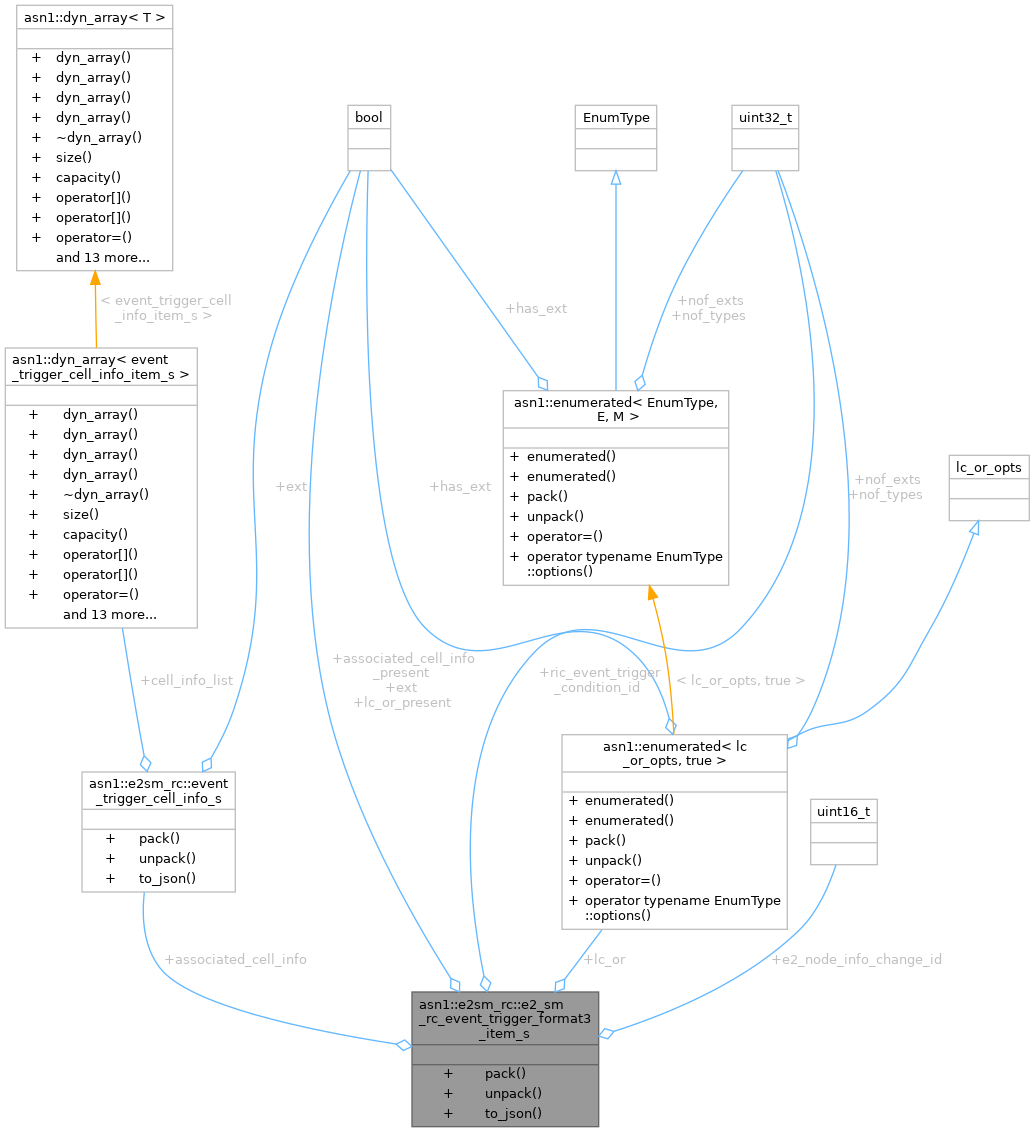 asn1::dyn_array< T >
+ dyn_array()
+ dyn_array()
+ dyn_array()
+ dyn_array()
+ ~dyn_array()
+ size()
+ capacity()
+ operator[]()
+ operator[]()
+ operator=()
and 13 more...
bool
EnumType
uint32_t
< event_trigger_cell
_info_item_s >
+has_ext
+nof_exts
+nof_types
asn1::dyn_array< event
_trigger_cell_info_item_s >
+ dyn_array()
+ dyn_array()
+ dyn_array()
+ dyn_array()
+ ~dyn_array()
+ size()
+ capacity()
+ operator[]()
+ operator[]()
+ operator=()
and 13 more...
asn1::enumerated< EnumType,
E, M >
+ enumerated()
+ enumerated()
+ pack()
+ unpack()
+ operator=()
+ operator typename EnumType
::options()
+ext
+has_ext
+nof_exts
+nof_types
lc_or_opts
+cell_info_list
+associated_cell_info
_present
+ext
+lc_or_present
+ric_event_trigger
_condition_id
< lc_or_opts, true >
asn1::e2sm_rc::event
_trigger_cell_info_s
+ pack()
+ unpack()
+ to_json()
asn1::enumerated< lc
_or_opts, true >
+ enumerated()
+ enumerated()
+ pack()
+ unpack()
+ operator=()
+ operator typename EnumType
::options()
uint16_t
+associated_cell_info
+lc_or
+e2_node_info_change_id
asn1::e2sm_rc::e2_sm
_rc_event_trigger_format3
_item_s
+ pack()
+ unpack()
+ to_json()